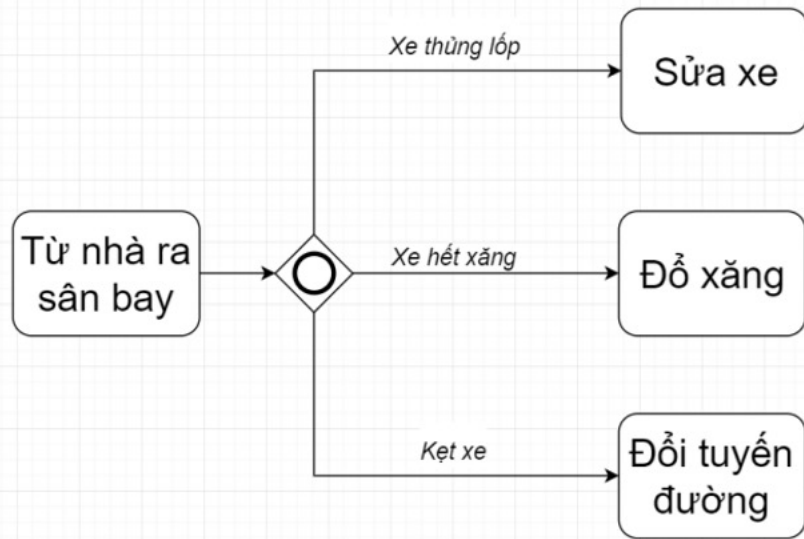 Xe thủng lốp
Sửa xe
Từ nhà ra
sân bay
Xe hết xăng
Đổ xăng
Kẹt xe
Đổi tuyến
đường